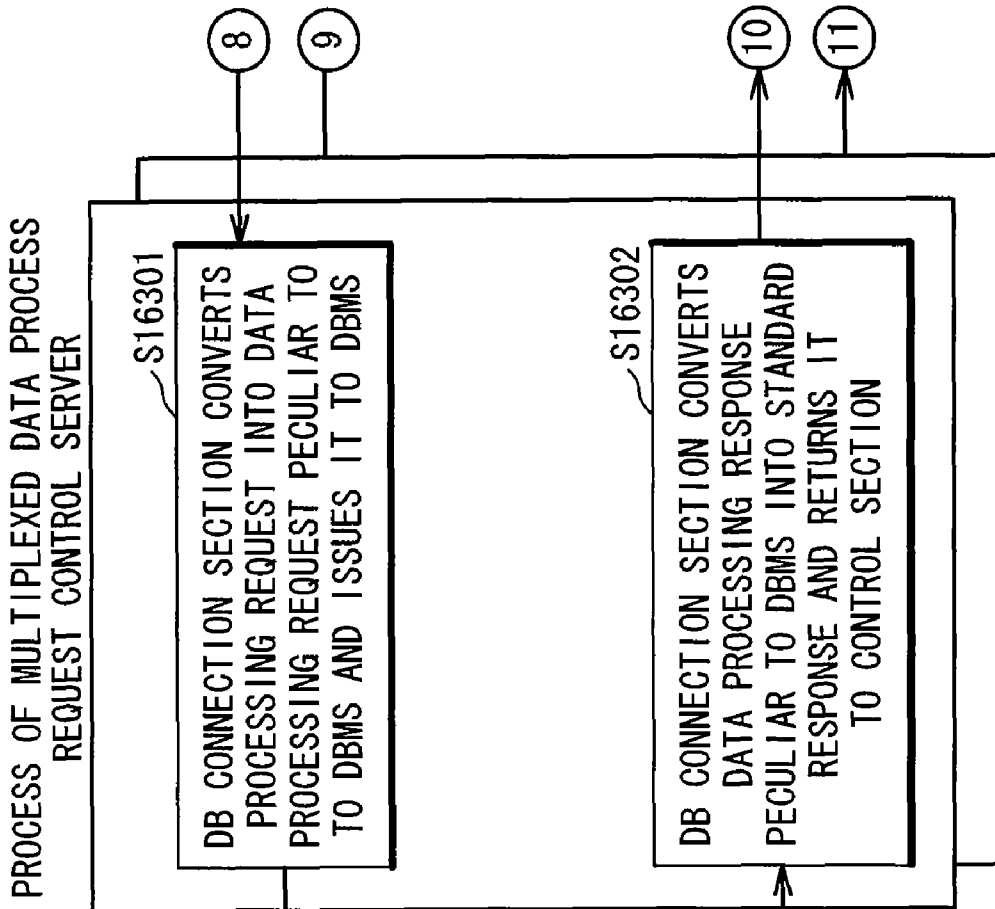 PROCESS OF MULTIPLEXED DATA PROCESS
REQUEST CONTROL SERVER
S16301
DB CONNECTION SECTION CONVERTS
PROCESSING REQUEST INTO DATA
PROCESSING REQUEST PECULIAR TO
TO DBMS AND ISSUES IT TO DBMS
8
9
S16302
DB CONNECTION SECTION CONVERTS
DATA PROCESSING RESPONSE
PECULIAR TO DBMS INTO STANDARD
RESPONSE AND RETURNS IT
TO CONTROL SECTION
10
11